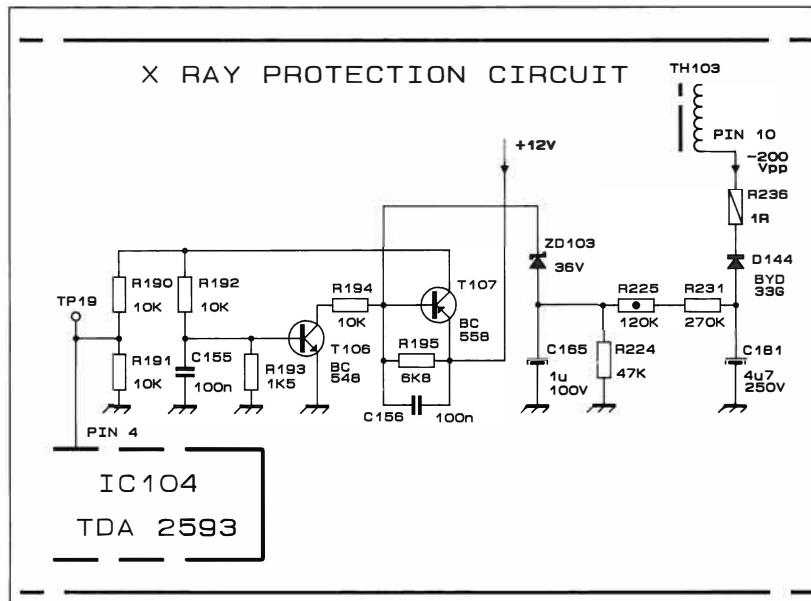 X RAY PROTECTION CIRCUIT
TH103
PIN 10
+12V
-200
Vpp
R236
1R
ZD103
36V
D144
BYD
33G
R190
10K
R192
10K
R194
10K
T107
BC
558
R225
120K
R231
270K
TP19
R191
10K
C155
100n
R193
1K5
T106
BC
548
R195
6K8
C156
100n
C165
1u
100V
R224
47K
C181
4u7
250V
PIN 4
IC104
TDA 2593